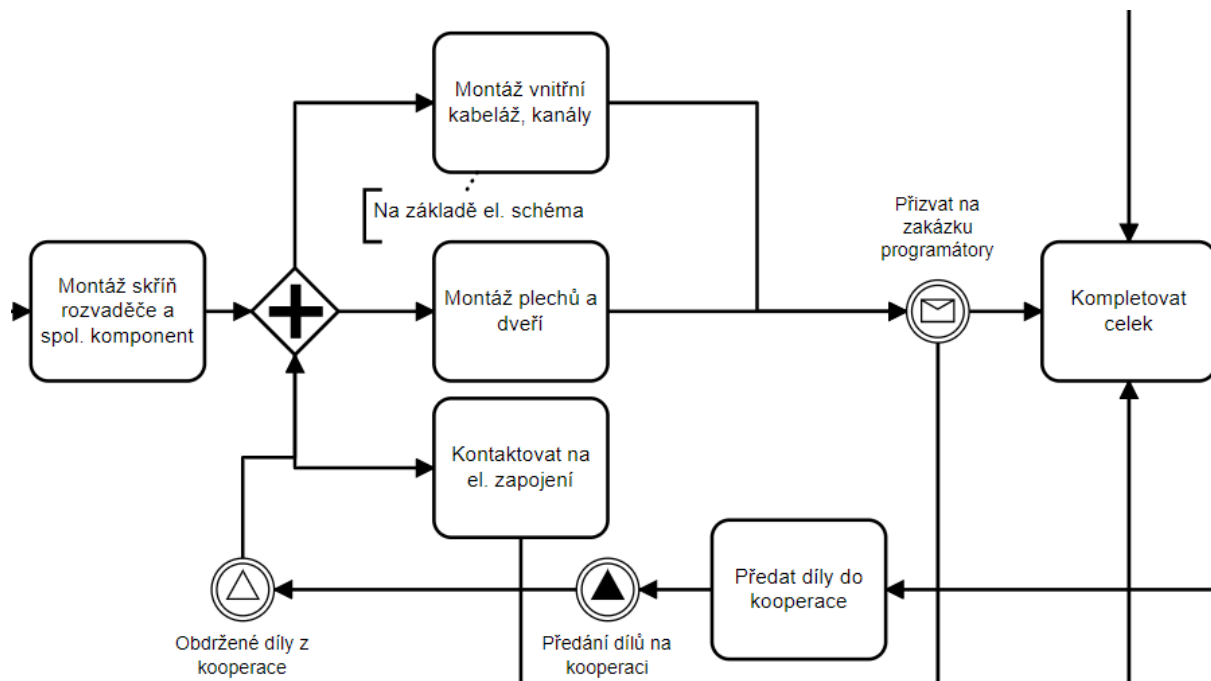 Montáž vnitřní
kabeláž, kanály
Na základě el. schéma
Přizvat na
zakázku
programátory
Montáž skříň
rozvaděče a
spol. komponent
Montáž plechů a
dveří
Kompletovat
celek
Kontaktovat na
el. zapojení
Předat díly do
kooperace
Obdržené díly z
kooperace
Předání dílů na
kooperaci